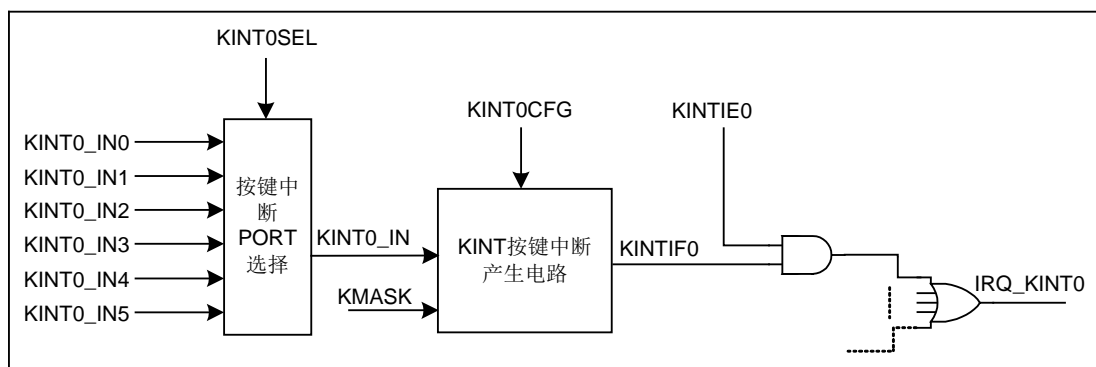 KINT0SEL
KINT0CFG
KINTIE0
KINT0_IN0
KINT0_IN1
KINT0_IN2
KINT0_IN3
KINT0_IN4
KINT0_IN5
按键中
断
PORT
选择
KINT0_IN
KMASK
KINT按键中断
产生电路
KINTIF0
IRQ_KINT0